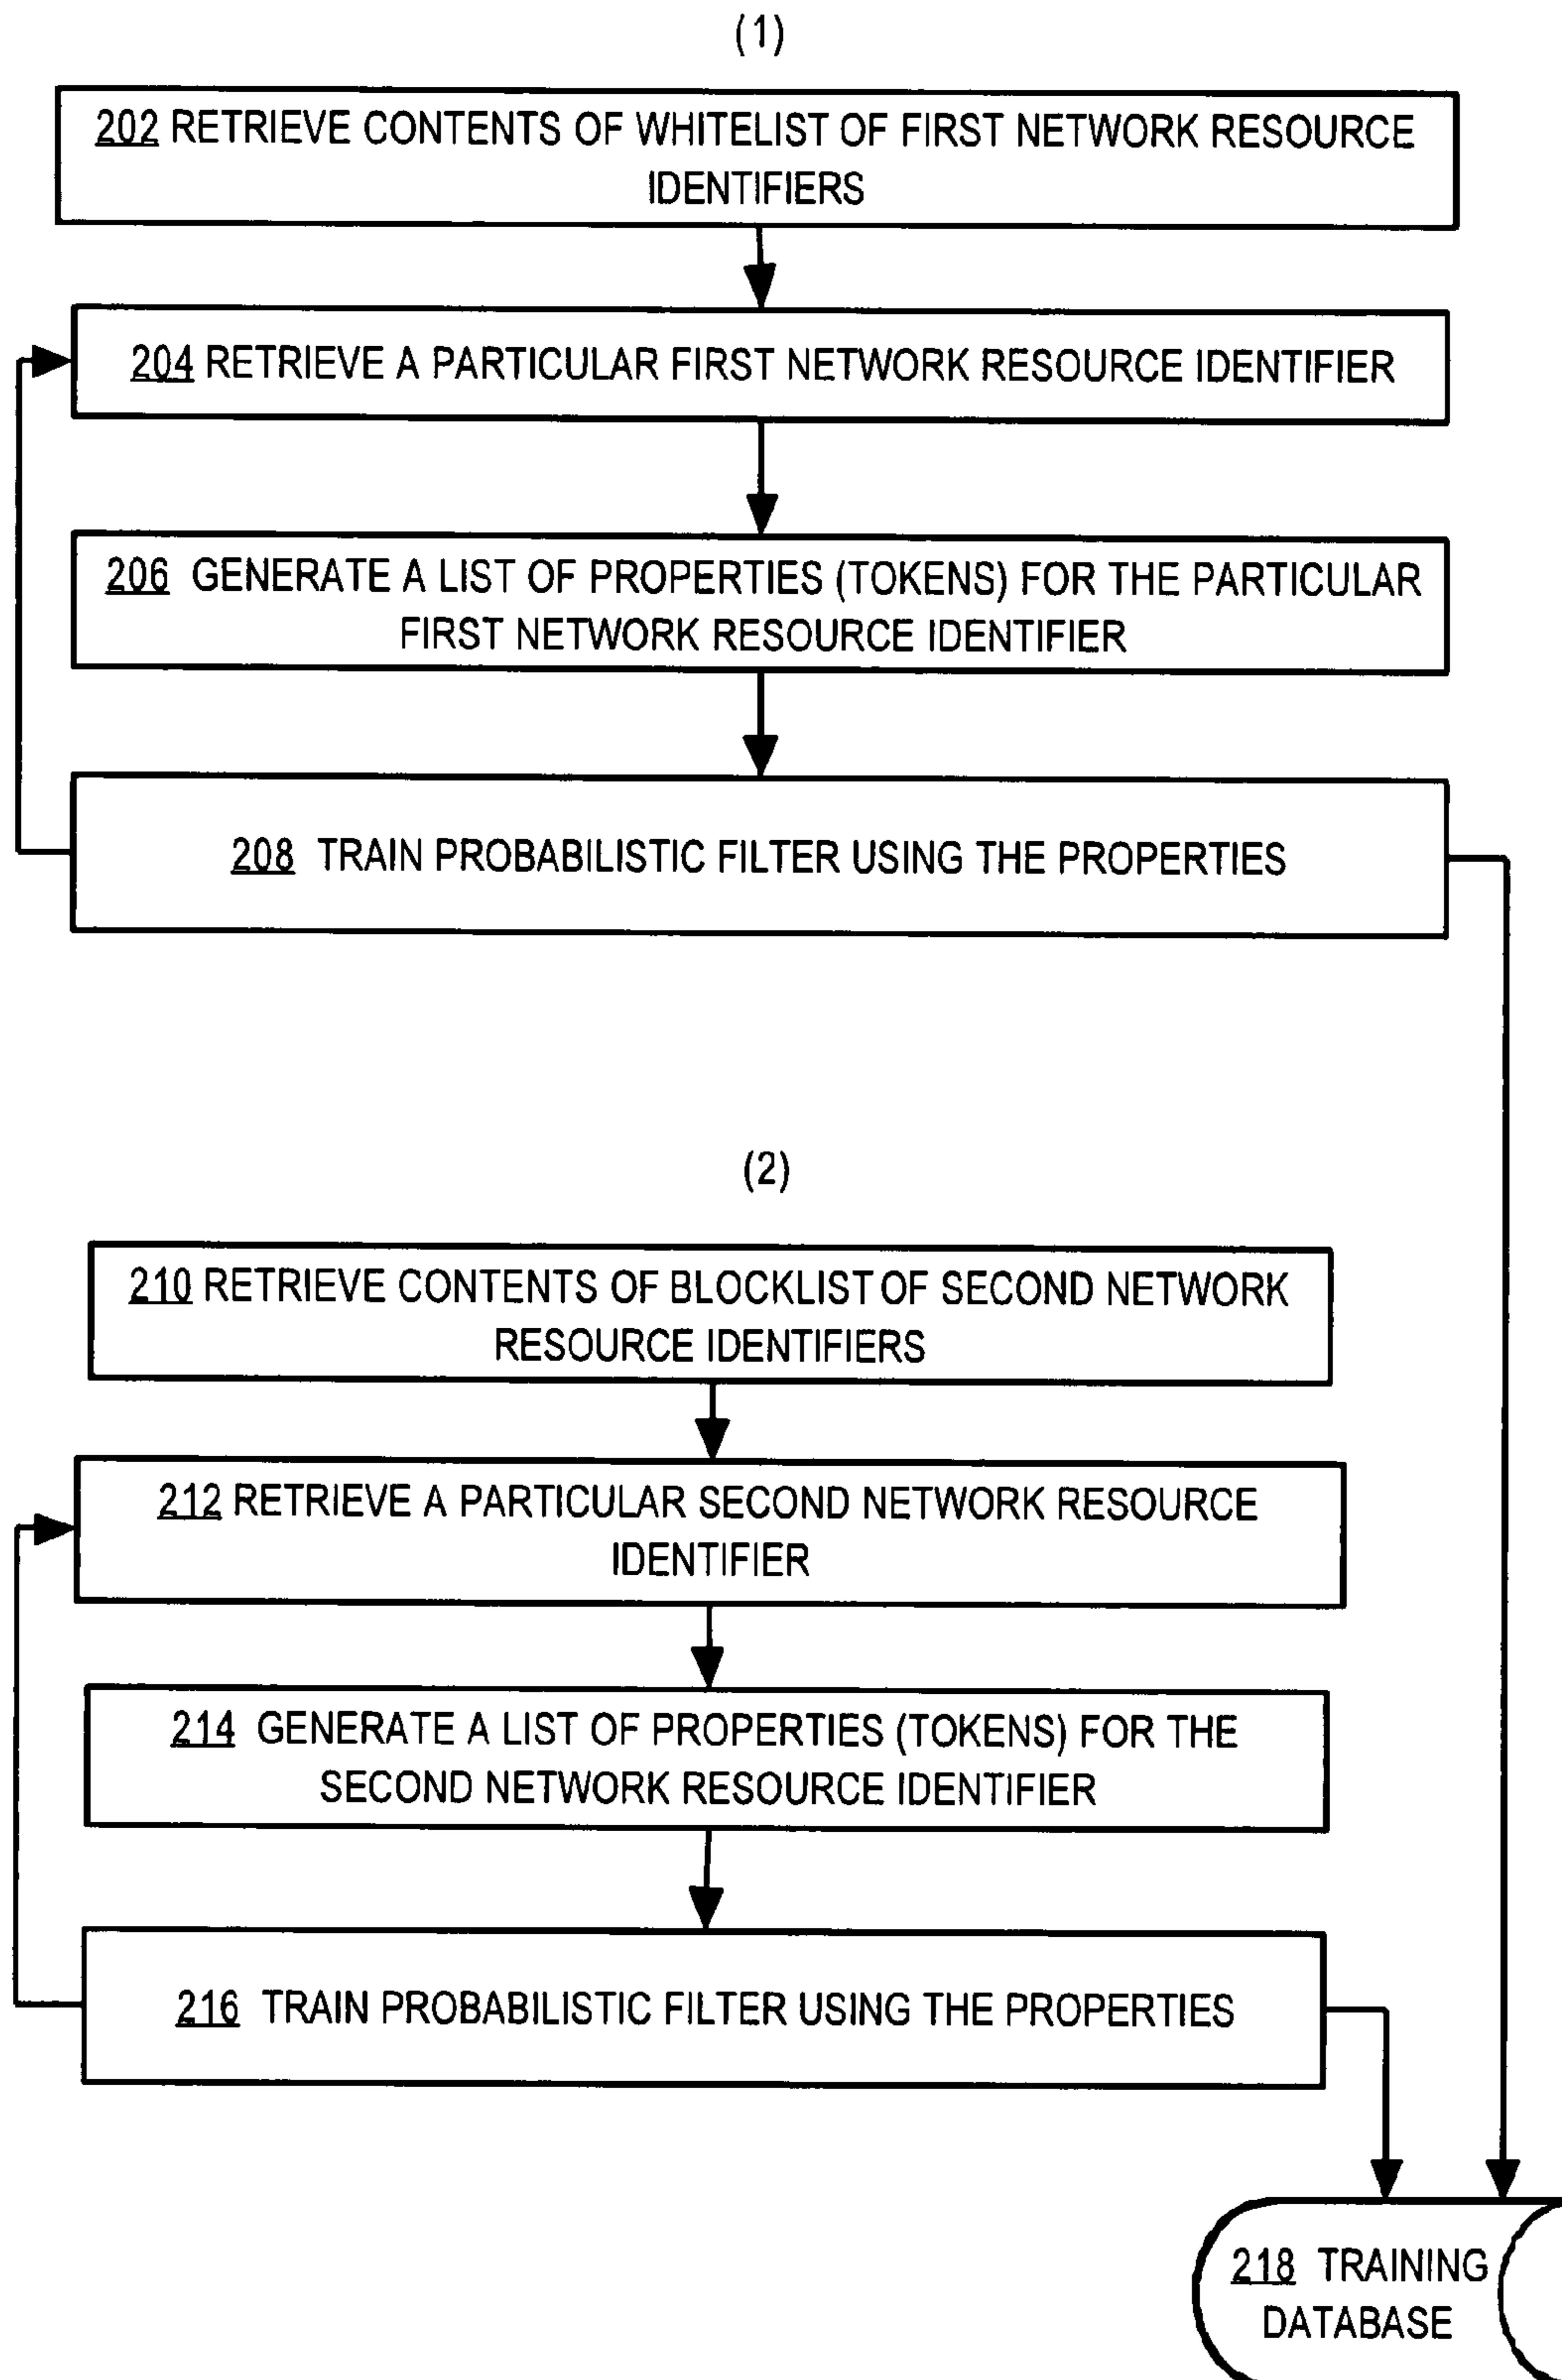 (1)
202 RETRIEVE CONTENTS OF WHITELIST OF FIRST NETWORK RESOURCE
IDENTIFIERS
204 RETRIEVE A PARTICULAR FIRST NETWORK RESOURCE IDENTIFIER
206 GENERATE A LIST OF PROPERTIES (TOKENS) FOR THE PARTICULAR
FIRST NETWORK RESOURCE IDENTIFIER
208 TRAIN PROBABILISTIC FILTER USING THE PROPERTIES
(2)
210 RETRIEVE CONTENTS OF BLOCKLIST OF SECOND NETWORK
RESOURCE IDENTIFIERS
212 RETRIEVE A PARTICULAR SECOND NETWORK RESOURCE
IDENTIFIER
214 GENERATE A LIST OF PROPERTIES (TOKENS) FOR THE
SECOND NETWORK RESOURCE IDENTIFIER
216 TRAIN PROBABILISTIC FILTER USING THE PROPERTIES
218 TRAINING
DATABASE